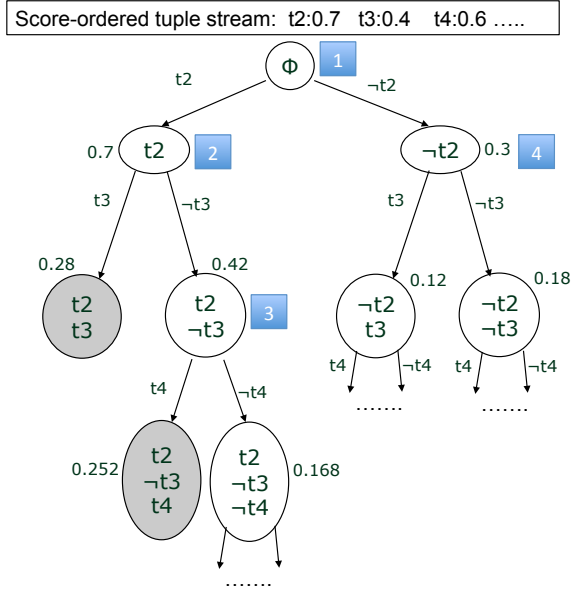 Score-ordered tuple stream: t2:0.7 t3:0.4 t4:0.6 .....
Φ 1
t2 ¬t2
0.7 t2 2 ¬t2 0.3 4
t3 ¬t3 t3 ¬t3
0.28 0.42 0.12 0.18
t2 t2 ¬t2 ¬t2
t3 ¬t3 3 t3 ¬t3
t4 ¬t4 t4 ¬t4 t4 ¬t4
....... .......
t2 t2
0.252 ¬t3 ¬t3 0.168
t4 ¬t4
.......